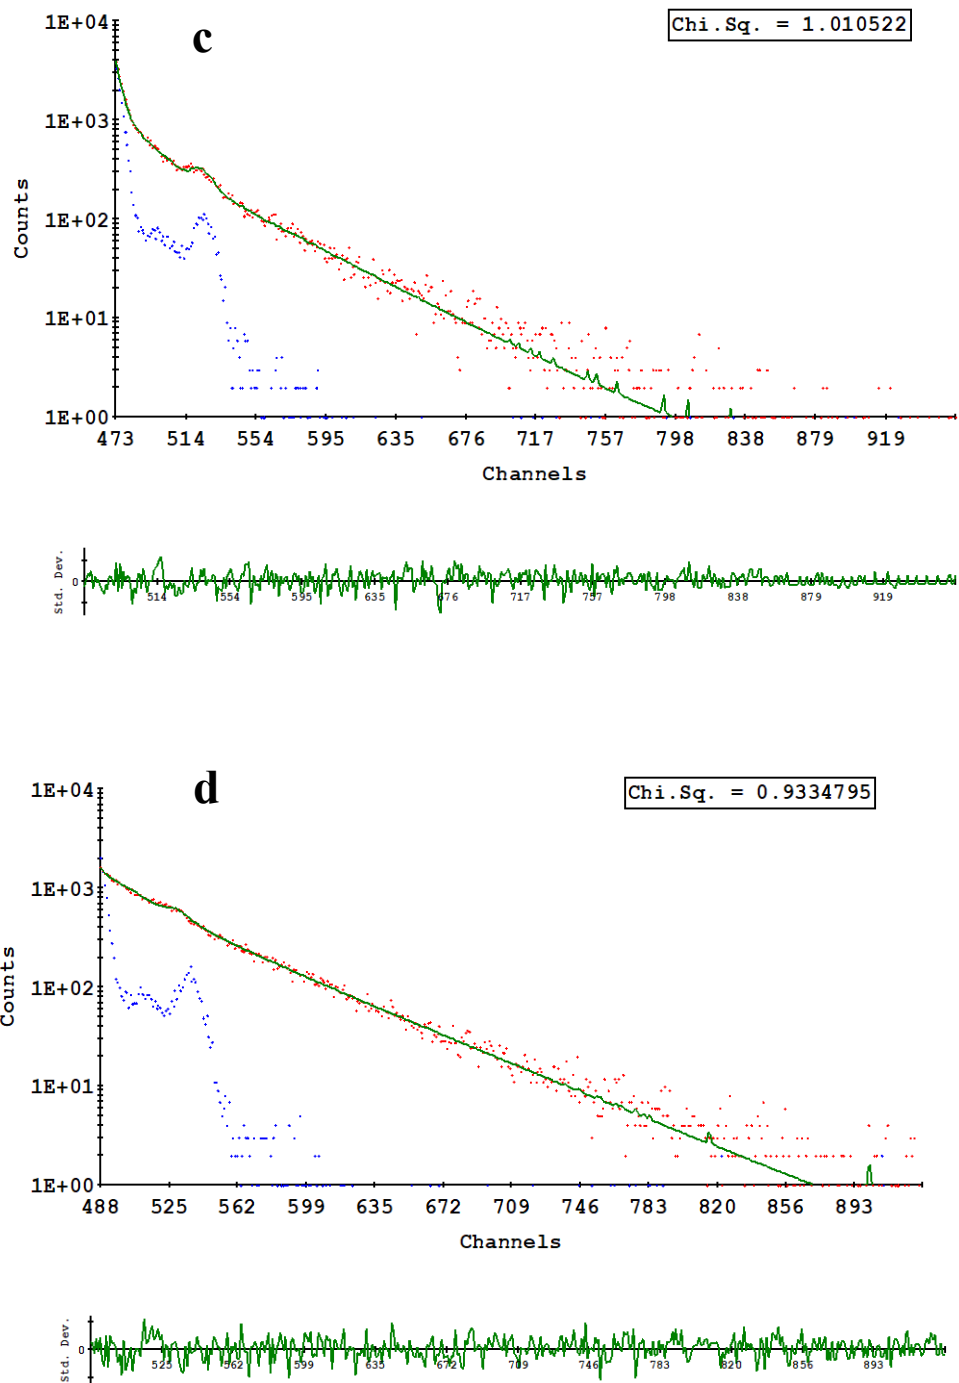 c
Chi.Sq. = 1.010522
1E+04
1E+03
1E+02
1E+01
1E+00
Counts
473 514 554 595 635 676 717 757 798 838 879 919
Channels
Std. Dev.
0
514 554 595 635 676 717 757 798 838 879 919
d
Chi.Sq. = 0.9334795
1E+04
1E+03
1E+02
1E+01
1E+00
Counts
488 525 562 599 635 672 709 746 783 820 856 893
Channels
Std. Dev.
0
525 562 599 635 672 709 746 783 820 856 893